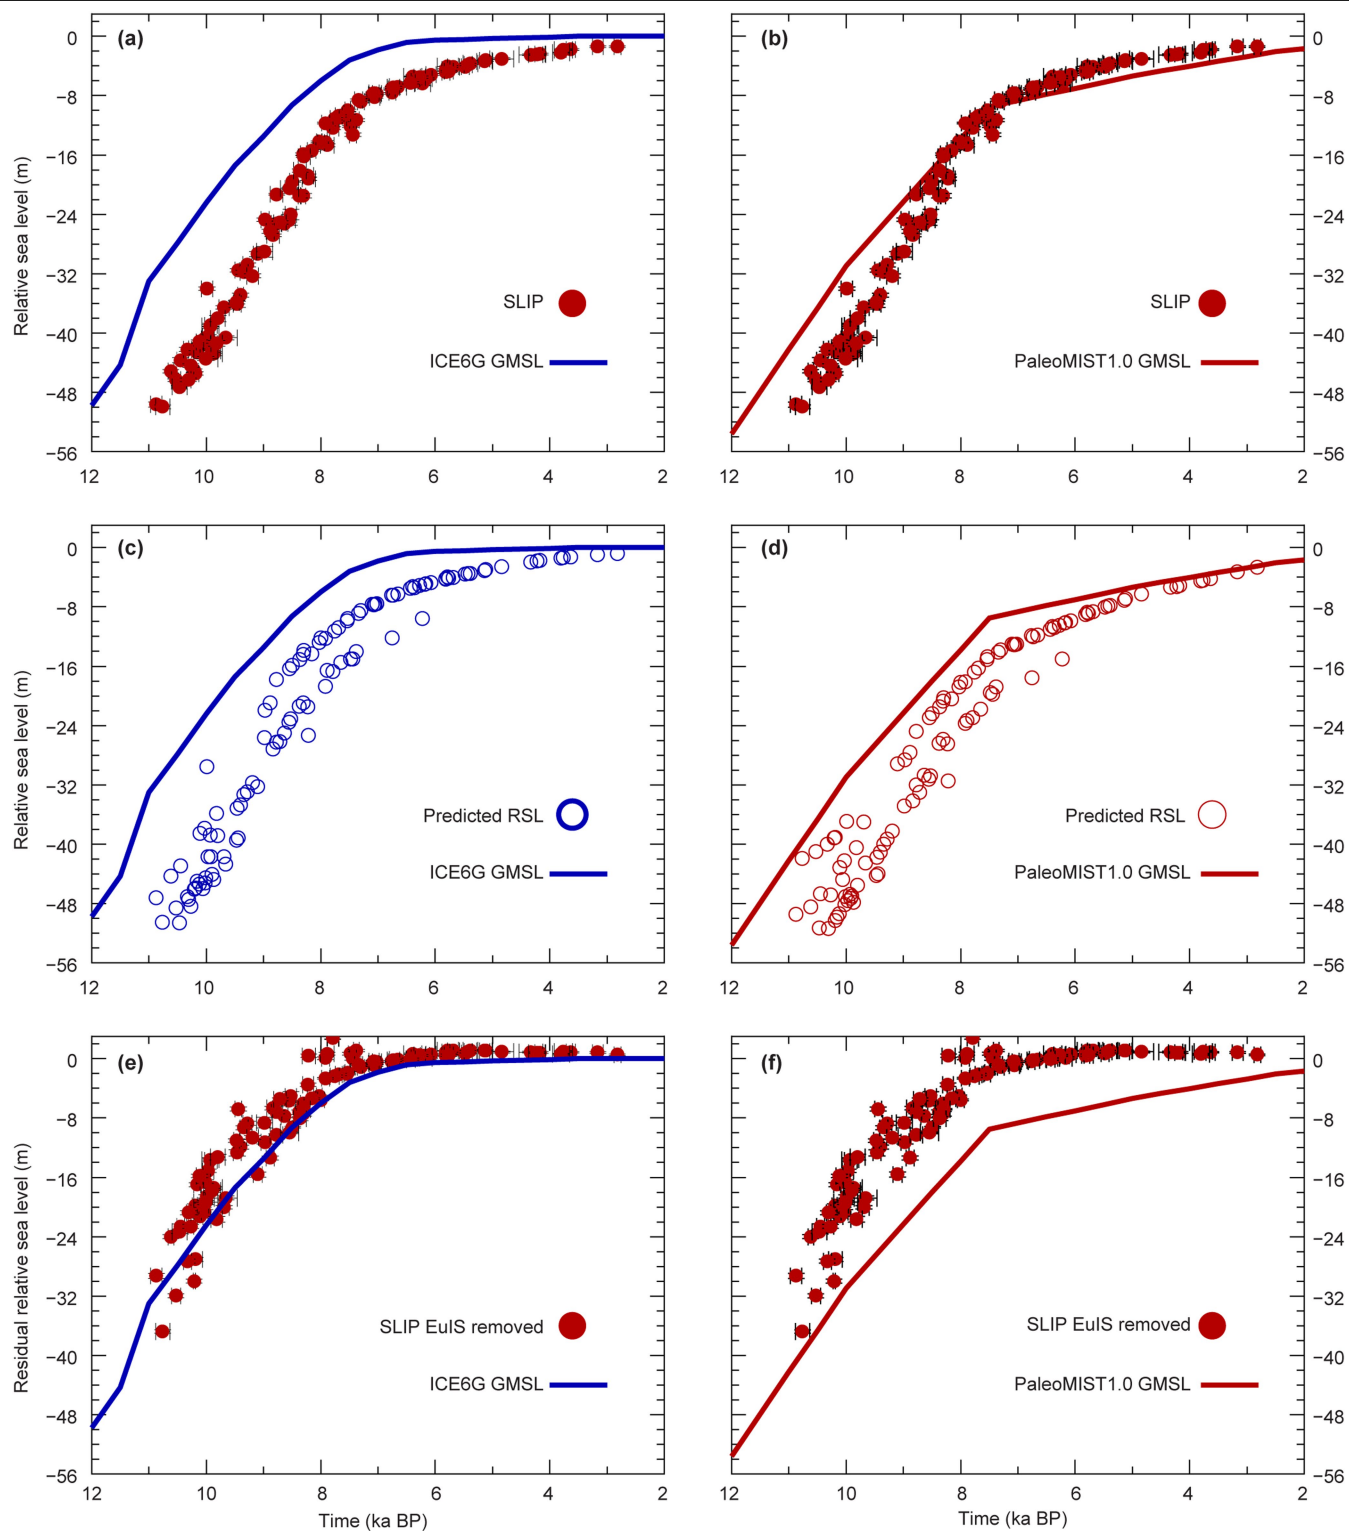 (a)
0
−8
−16
−24
−32
−40
−48
−56
Relative sea level (m)
SLIP
ICE6G GMSL
12 10 8 6 4 2
(b)
0
−8
−16
−24
−32
−40
−48
−56
SLIP
PaleoMIST1.0 GMSL
12 10 8 6 4 2
(c)
0
−8
−16
−24
−32
−40
−48
−56
Relative sea level (m)
Predicted RSL
ICE6G GMSL
12 10 8 6 4 2
(d)
0
−8
−16
−24
−32
−40
−48
−56
Predicted RSL
PaleoMIST1.0 GMSL
12 10 8 6 4 2
(e)
0
−8
−16
−24
−32
−40
−48
−56
Residual relative sea level (m)
SLIP EuIS removed
ICE6G GMSL
12 10 8 6 4 2
Time (ka BP)
(f)
0
−8
−16
−24
−32
−40
−48
−56
SLIP EuIS removed
PaleoMIST1.0 GMSL
12 10 8 6 4 2
Time (ka BP)